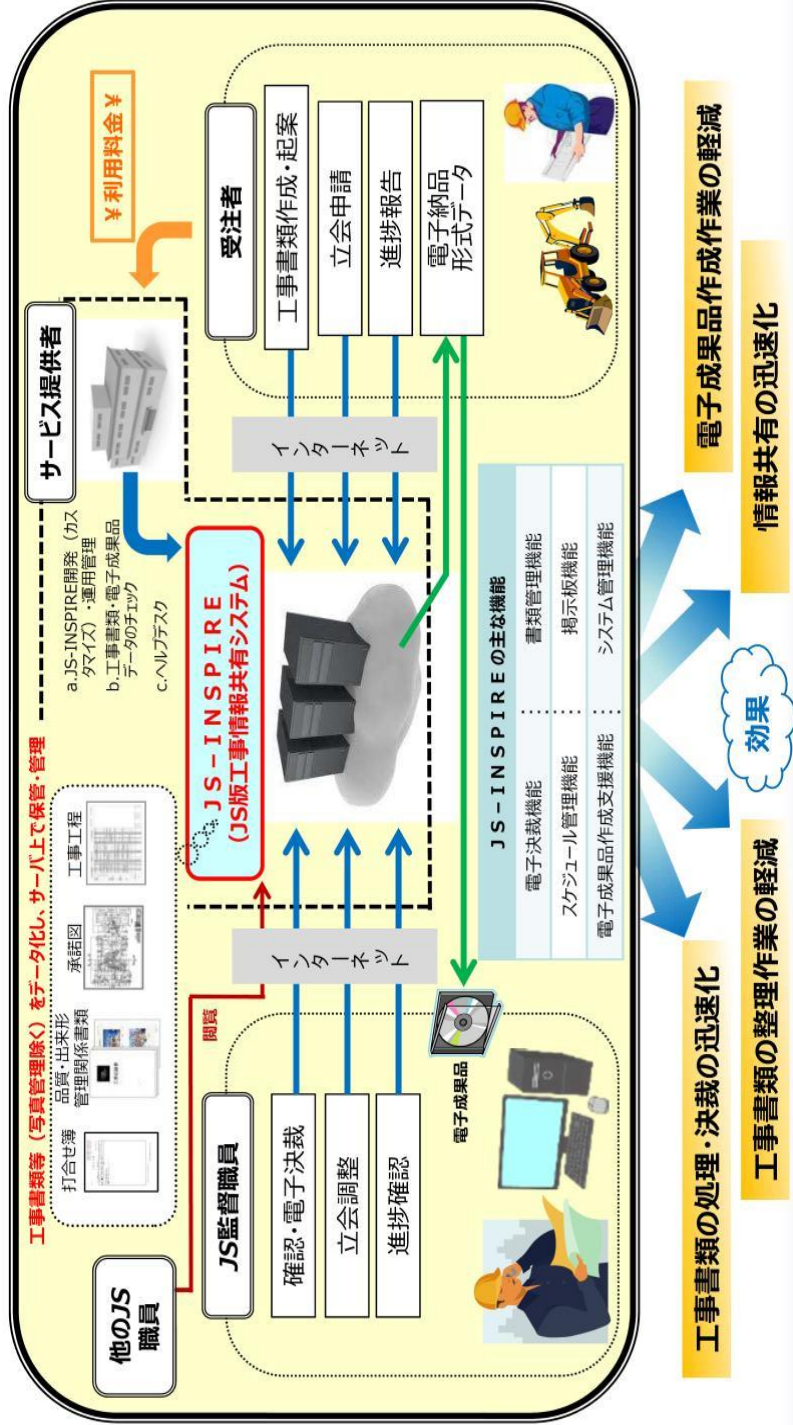 工事書類等（写真管理除く）をデータ化し、サーバ上で保管・管理
打合せ簿
品質・出来形
管理関係書類
承諾図
工事工程
他のJS
職員
閲覧
サービス提供者
a.JS-INSPIRE開発（カス
タマイズ）・運用管理
b.工事書類・電子成果品
データのチェック
c.ヘルプデスク
¥利用料金¥
JS監督職員
確認・電子決裁
立会調整
進捗確認
インターネット
電子成果品
ＪＳ－ＩＮＳＰＩＲＥ
（JS版工事情報共有システム）
インターネット
受注者
工事書類作成・起案
立会申請
進捗報告
電子納品
形式データ
ＪＳ－ＩＮＳＰＩＲＥの主な機能
電子決裁機能 ： 書類管理機能
スケジュール管理機能 ： 掲示板機能
電子成果品作成支援機能 ： システム管理機能
効果
工事書類の処理・決裁の迅速化
工事書類の整理作業の軽減
情報共有の迅速化
電子成果品作成作業の軽減